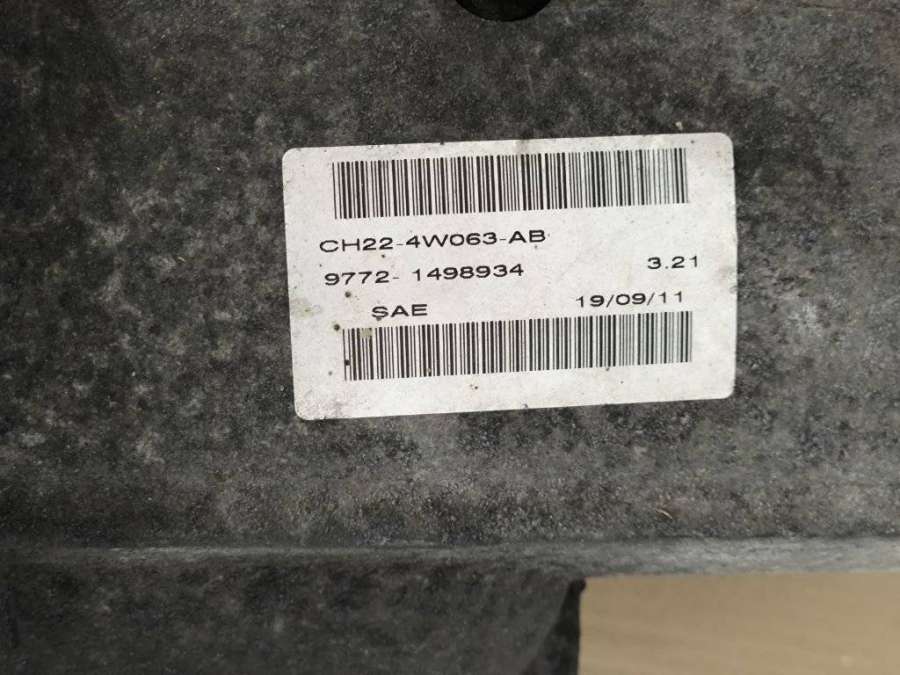 CH22-4W063-AB
9772- 1498934 3.21
SAE 19/09/11